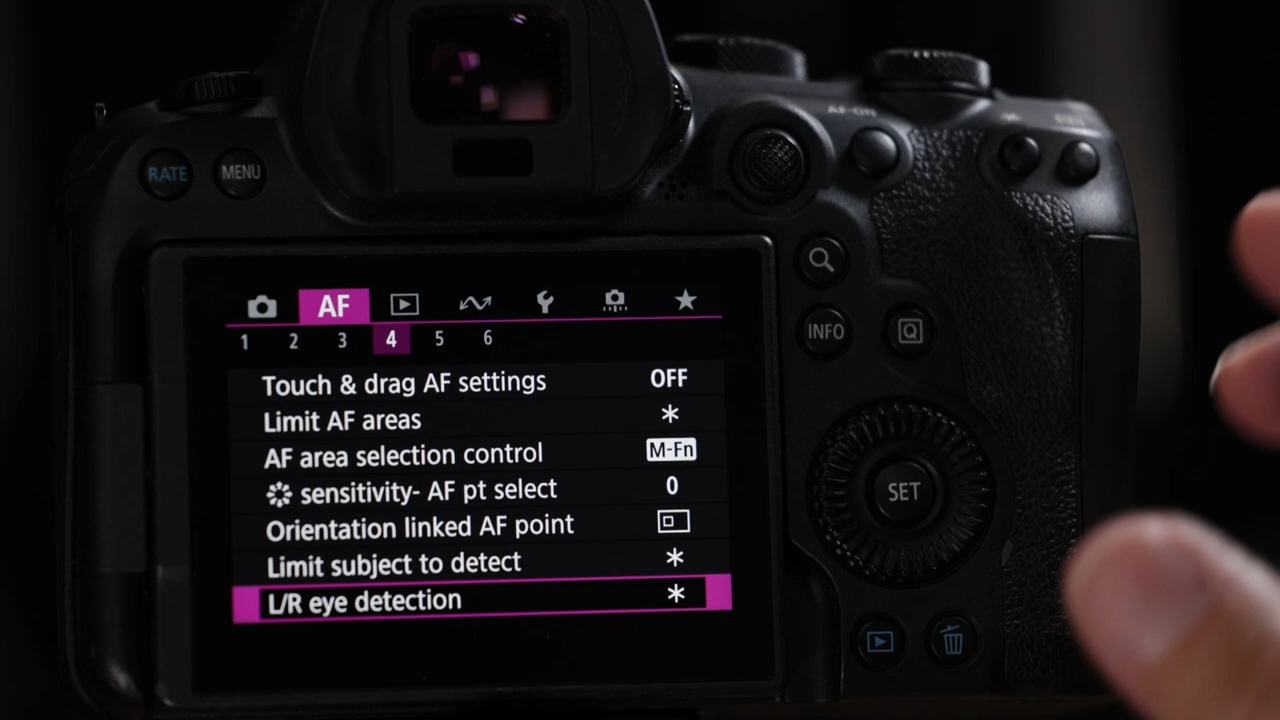 AF-ON
RATE
MENU
INFO
Q
SET
AF
1 2 3 4 5 6
Touch & drag AF settings OFF
Limit AF areas *
AF area selection control M-Fn
sensitivity- AF pt select 0
Orientation linked AF point
Limit subject to detect *
L/R eye detection *